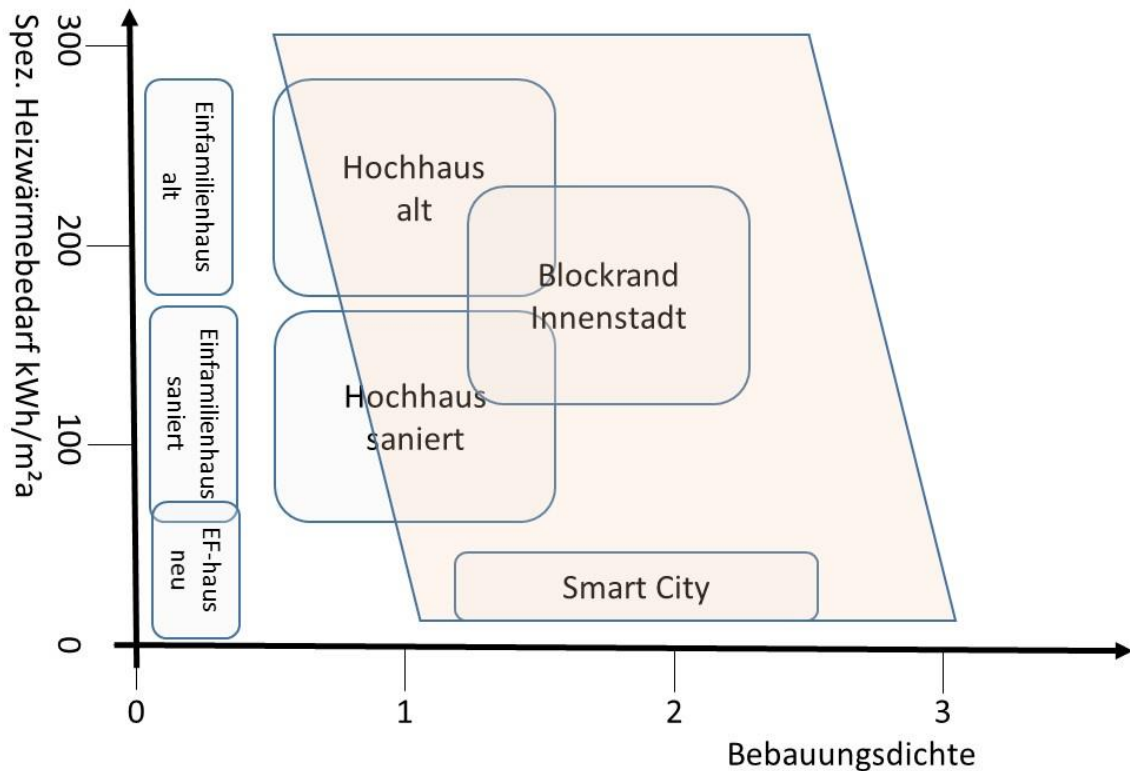 Spez. Heizwärmebedarf kWh/m²a
300
200
100
0
Einfamilienhaus
alt
Einfamilienhaus
saniert
EF-haus
neu
Hochhaus
alt
Hochhaus
saniert
Blockrand
Innenstadt
Smart City
0
1
2
3
Bebauungsdichte